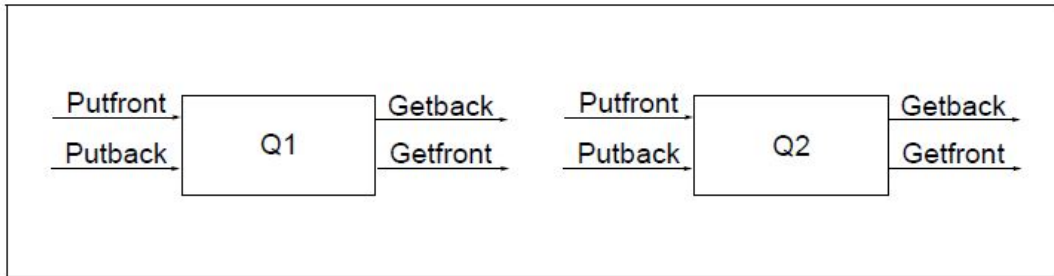 Putfront
Putback
Q1
Getback
Getfront
Putfront
Putback
Q2
Getback
Getfront